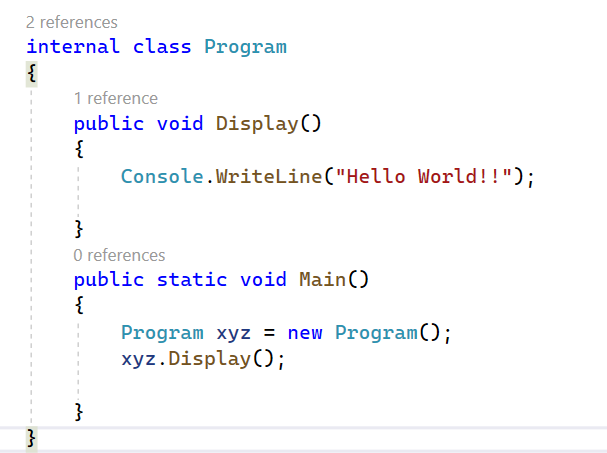 2 references
internal class Program
{
1 reference
public void Display()
{
Console.WriteLine("Hello World!!");
}
0 references
public static void Main()
{
Program xyz = new Program();
xyz.Display();
}
}